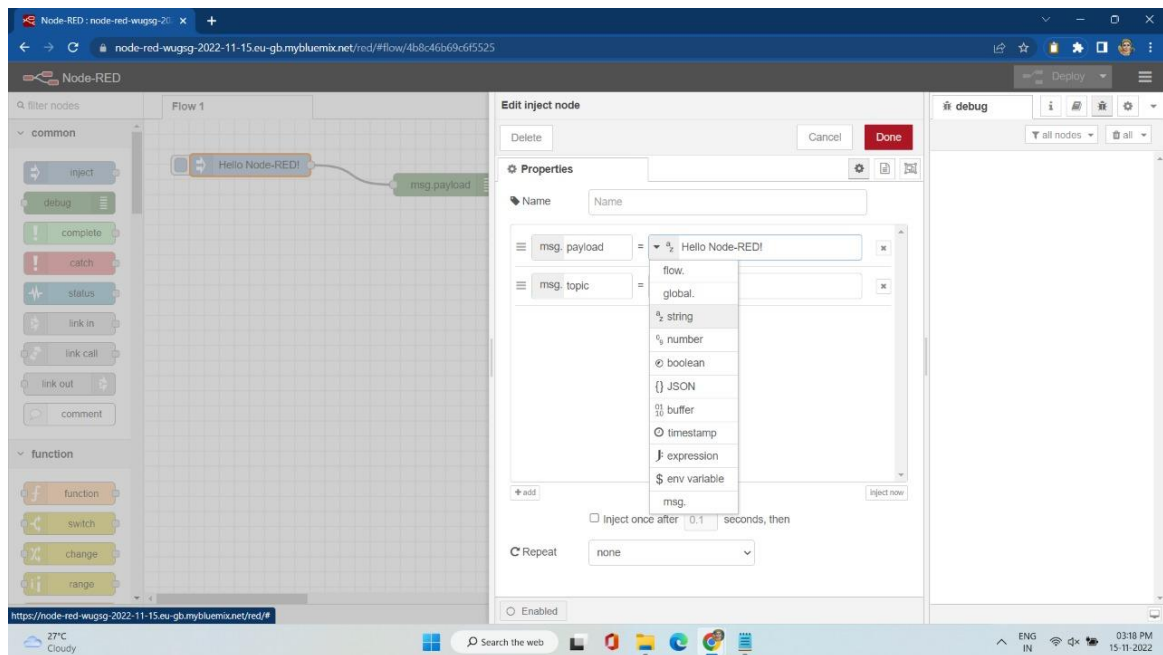 Node-RED : node-red-wugsg-20
node-red-wugsg-2022-11-15.eu-gb.mybluemix.net/red/#flow/4b8c46b69c6f5525
Node-RED
Deploy
filter nodes
Flow 1
Edit inject node
debug
i
common
Delete
Cancel
Done
all nodes
all
inject
Hello Node-RED!
msg.payload
Properties
debug
Name
Name
complete
msg. payload
=
az Hello Node-RED!
catch
flow.
status
msg. topic
=
global.
az string
link in
09 number
link call
boolean
link out
{} JSON
0110 buffer
comment
timestamp
expression
function
$ env variable
function
+ add
msg.
inject now
switch
Inject once after 0.1 seconds, then
change
Repeat
none
range
https://node-red-wugsg-2022-11-15.eu-gb.mybluemix.net/red/#
Enabled
27°C
Cloudy
Search the web
ENG
IN
03:18 PM
15-11-2022